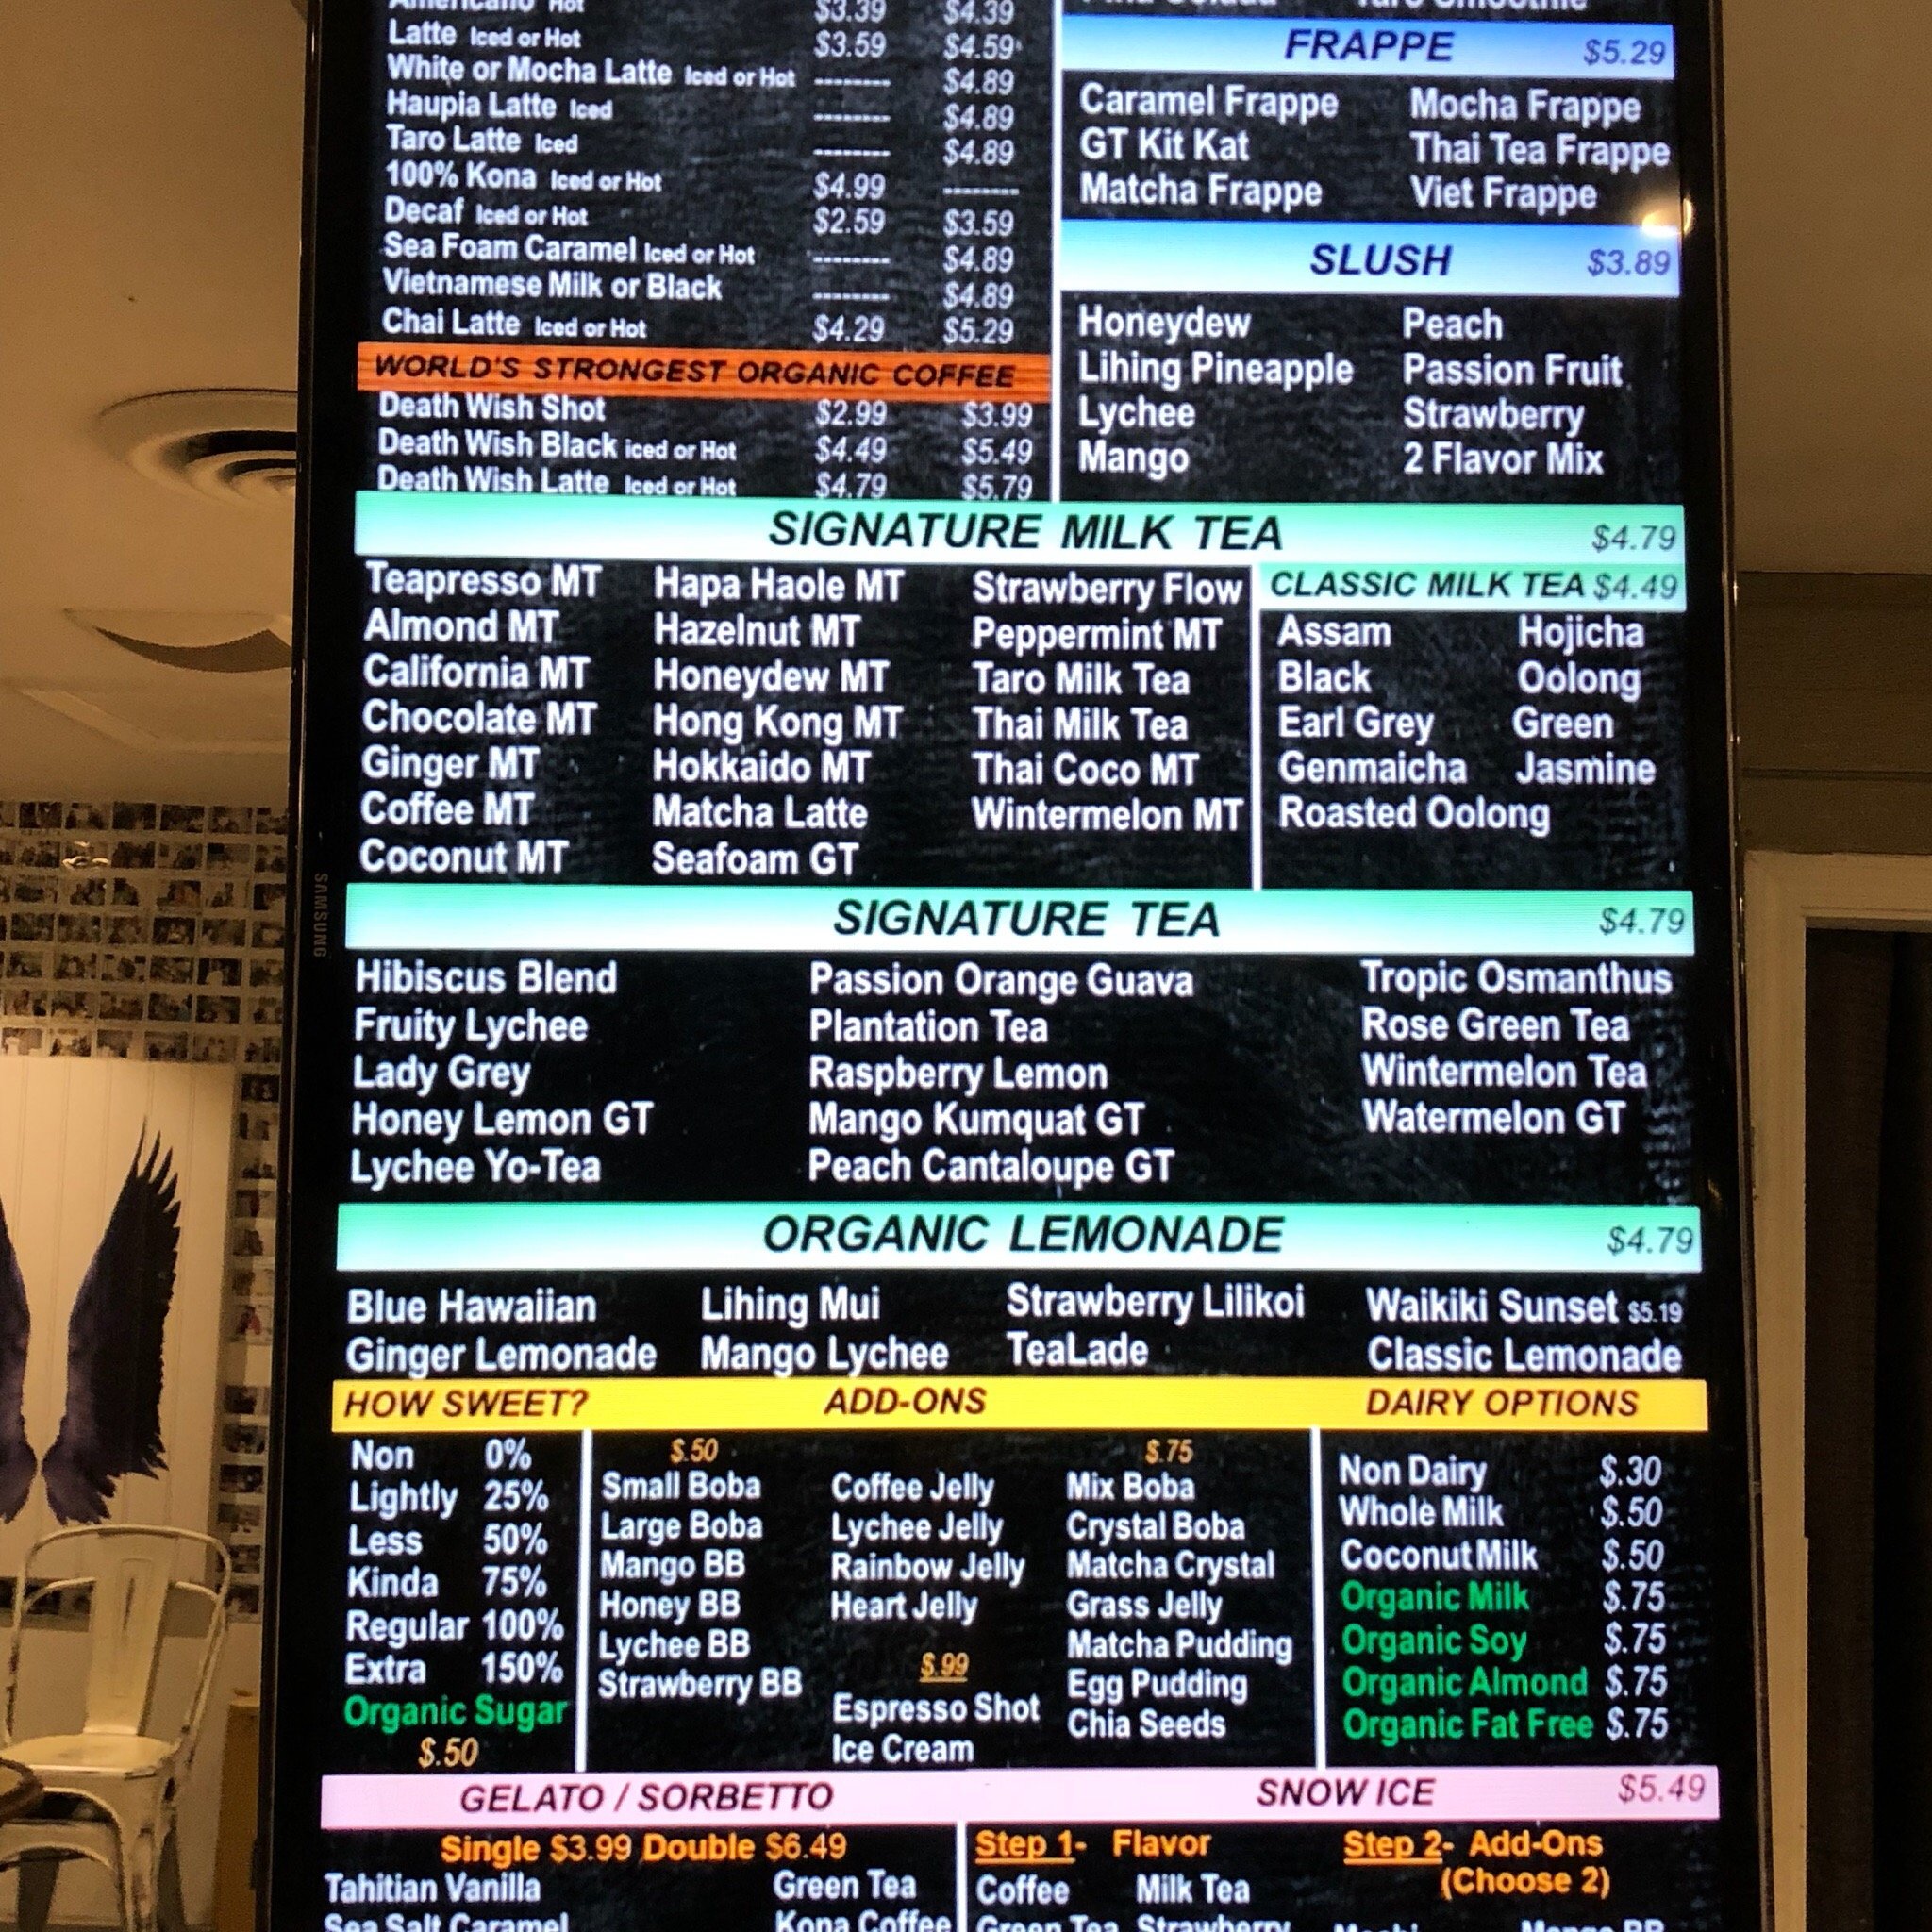 Americano Hot $3.39 $4.39
Latte Iced or Hot $3.59 $4.59
White or Mocha Latte Iced or Hot -------- $4.89
Haupia Latte Iced -------- $4.89
Taro Latte Iced -------- $4.89
100% Kona Iced or Hot $4.99 --------
Decaf Iced or Hot $2.59 $3.59
Sea Foam Caramel Iced or Hot -------- $4.89
Vietnamese Milk or Black -------- $4.89
Chai Latte Iced or Hot $4.29 $5.29
WORLD'S STRONGEST ORGANIC COFFEE
Death Wish Shot $2.99 $3.99
Death Wish Black iced or Hot $4.49 $5.49
Death Wish Latte Iced or Hot $4.79 $5.79
Taro Smoothie
FRAPPE $5.29
Caramel Frappe Mocha Frappe
GT Kit Kat Thai Tea Frappe
Matcha Frappe Viet Frappe
SLUSH $3.89
Honeydew Peach
Lihing Pineapple Passion Fruit
Lychee Strawberry
Mango 2 Flavor Mix
SIGNATURE MILK TEA $4.79
Teapresso MT Hapa Haole MT Strawberry Flow
Almond MT Hazelnut MT Peppermint MT
California MT Honeydew MT Taro Milk Tea
Chocolate MT Hong Kong MT Thai Milk Tea
Ginger MT Hokkaido MT Thai Coco MT
Coffee MT Matcha Latte Wintermelon MT
Coconut MT Seafoam GT
CLASSIC MILK TEA $4.49
Assam Hojicha
Black Oolong
Earl Grey Green
Genmaicha Jasmine
Roasted Oolong
SAMSUNG
SIGNATURE TEA $4.79
Hibiscus Blend Passion Orange Guava Tropic Osmanthus
Fruity Lychee Plantation Tea Rose Green Tea
Lady Grey Raspberry Lemon Wintermelon Tea
Honey Lemon GT Mango Kumquat GT Watermelon GT
Lychee Yo-Tea Peach Cantaloupe GT
ORGANIC LEMONADE $4.79
Blue Hawaiian Lihing Mui Strawberry Lilikoi Waikiki Sunset $5.19
Ginger Lemonade Mango Lychee TeaLade Classic Lemonade
HOW SWEET?
Non 0%
Lightly 25%
Less 50%
Kinda 75%
Regular 100%
Extra 150%
Organic Sugar
$.50
ADD-ONS
$.50 $.75
Small Boba Coffee Jelly Mix Boba
Large Boba Lychee Jelly Crystal Boba
Mango BB Rainbow Jelly Matcha Crystal
Honey BB Heart Jelly Grass Jelly
Lychee BB Matcha Pudding
$.99
Strawberry BB Egg Pudding
Espresso Shot Chia Seeds
Ice Cream
DAIRY OPTIONS
Non Dairy $.30
Whole Milk $.50
Coconut Milk $.50
Organic Milk $.75
Organic Soy $.75
Organic Almond $.75
Organic Fat Free $.75
GELATO / SORBETTO
Single $3.99 Double $6.49
Tahitian Vanilla Green Tea
Sea Salt Caramel Kona Coffee
SNOW ICE $5.49
Step 1- Flavor Step 2- Add-Ons
(Choose 2)
Coffee Milk Tea
Green Tea Strawberry Mochi Mango BB